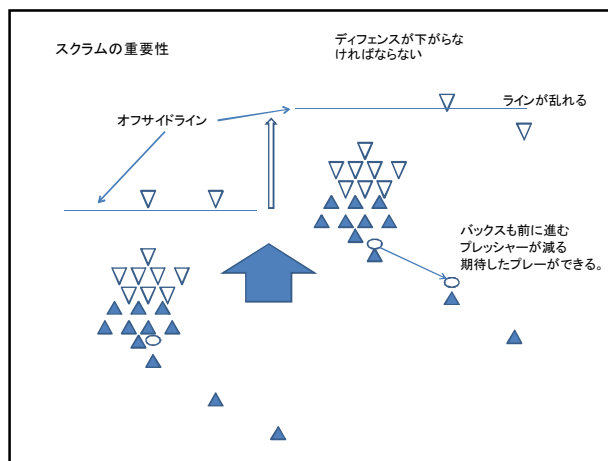 スクラムの重要性
ディフェンスが下がらな
ければならない
オフサイドライン
ラインが乱れる
バックスも前に進む
プレッシャーが減る
期待したプレーができる。